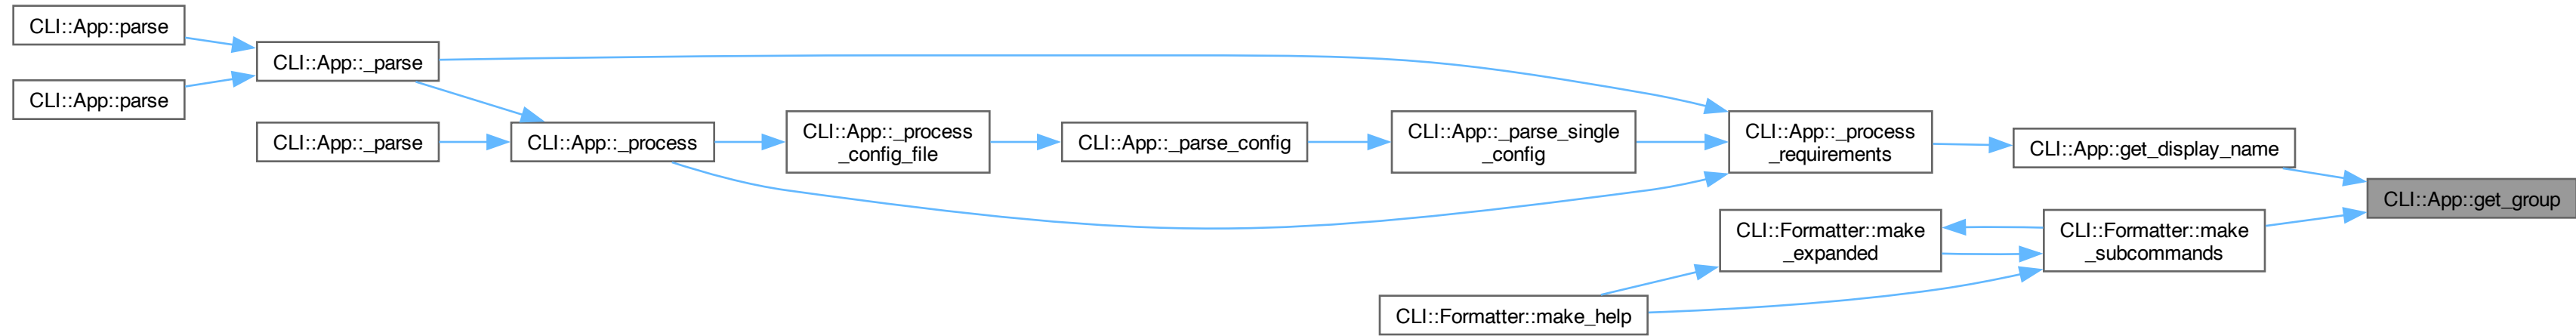 CLI::App::parse
CLI::App::parse
CLI::App::_parse
CLI::App::_parse
CLI::App::_process
CLI::App::_process
_config_file
CLI::App::_parse_config
CLI::App::_parse_single
_config
CLI::App::_process
_requirements
CLI::App::get_display_name
CLI::App::get_group
CLI::Formatter::make
_expanded
CLI::Formatter::make
_subcommands
CLI::Formatter::make_help